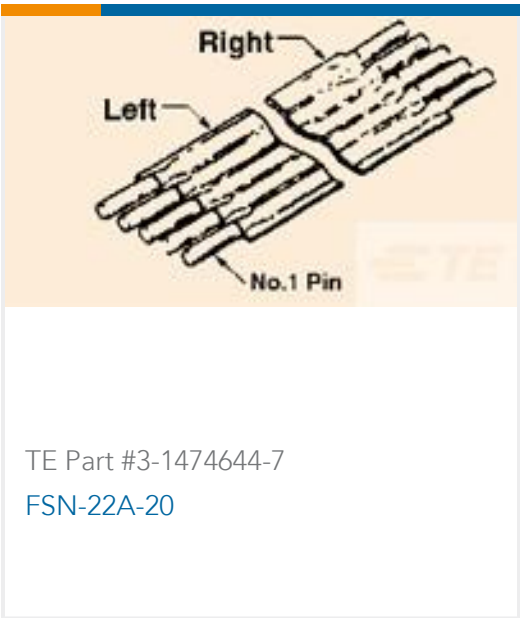 Right
Left
No.1 Pin
TE
TE Part #3-1474644-7
FSN-22A-20